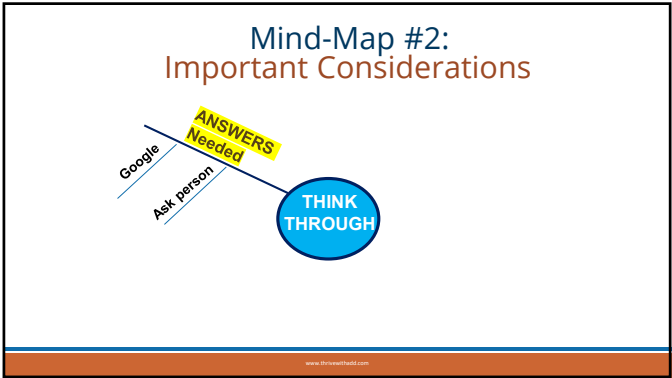 Mind-Map #2:
Important Considerations
ANSWERS
Needed
Google
Ask person
THINK
THROUGH
www.thrivewithadd.com